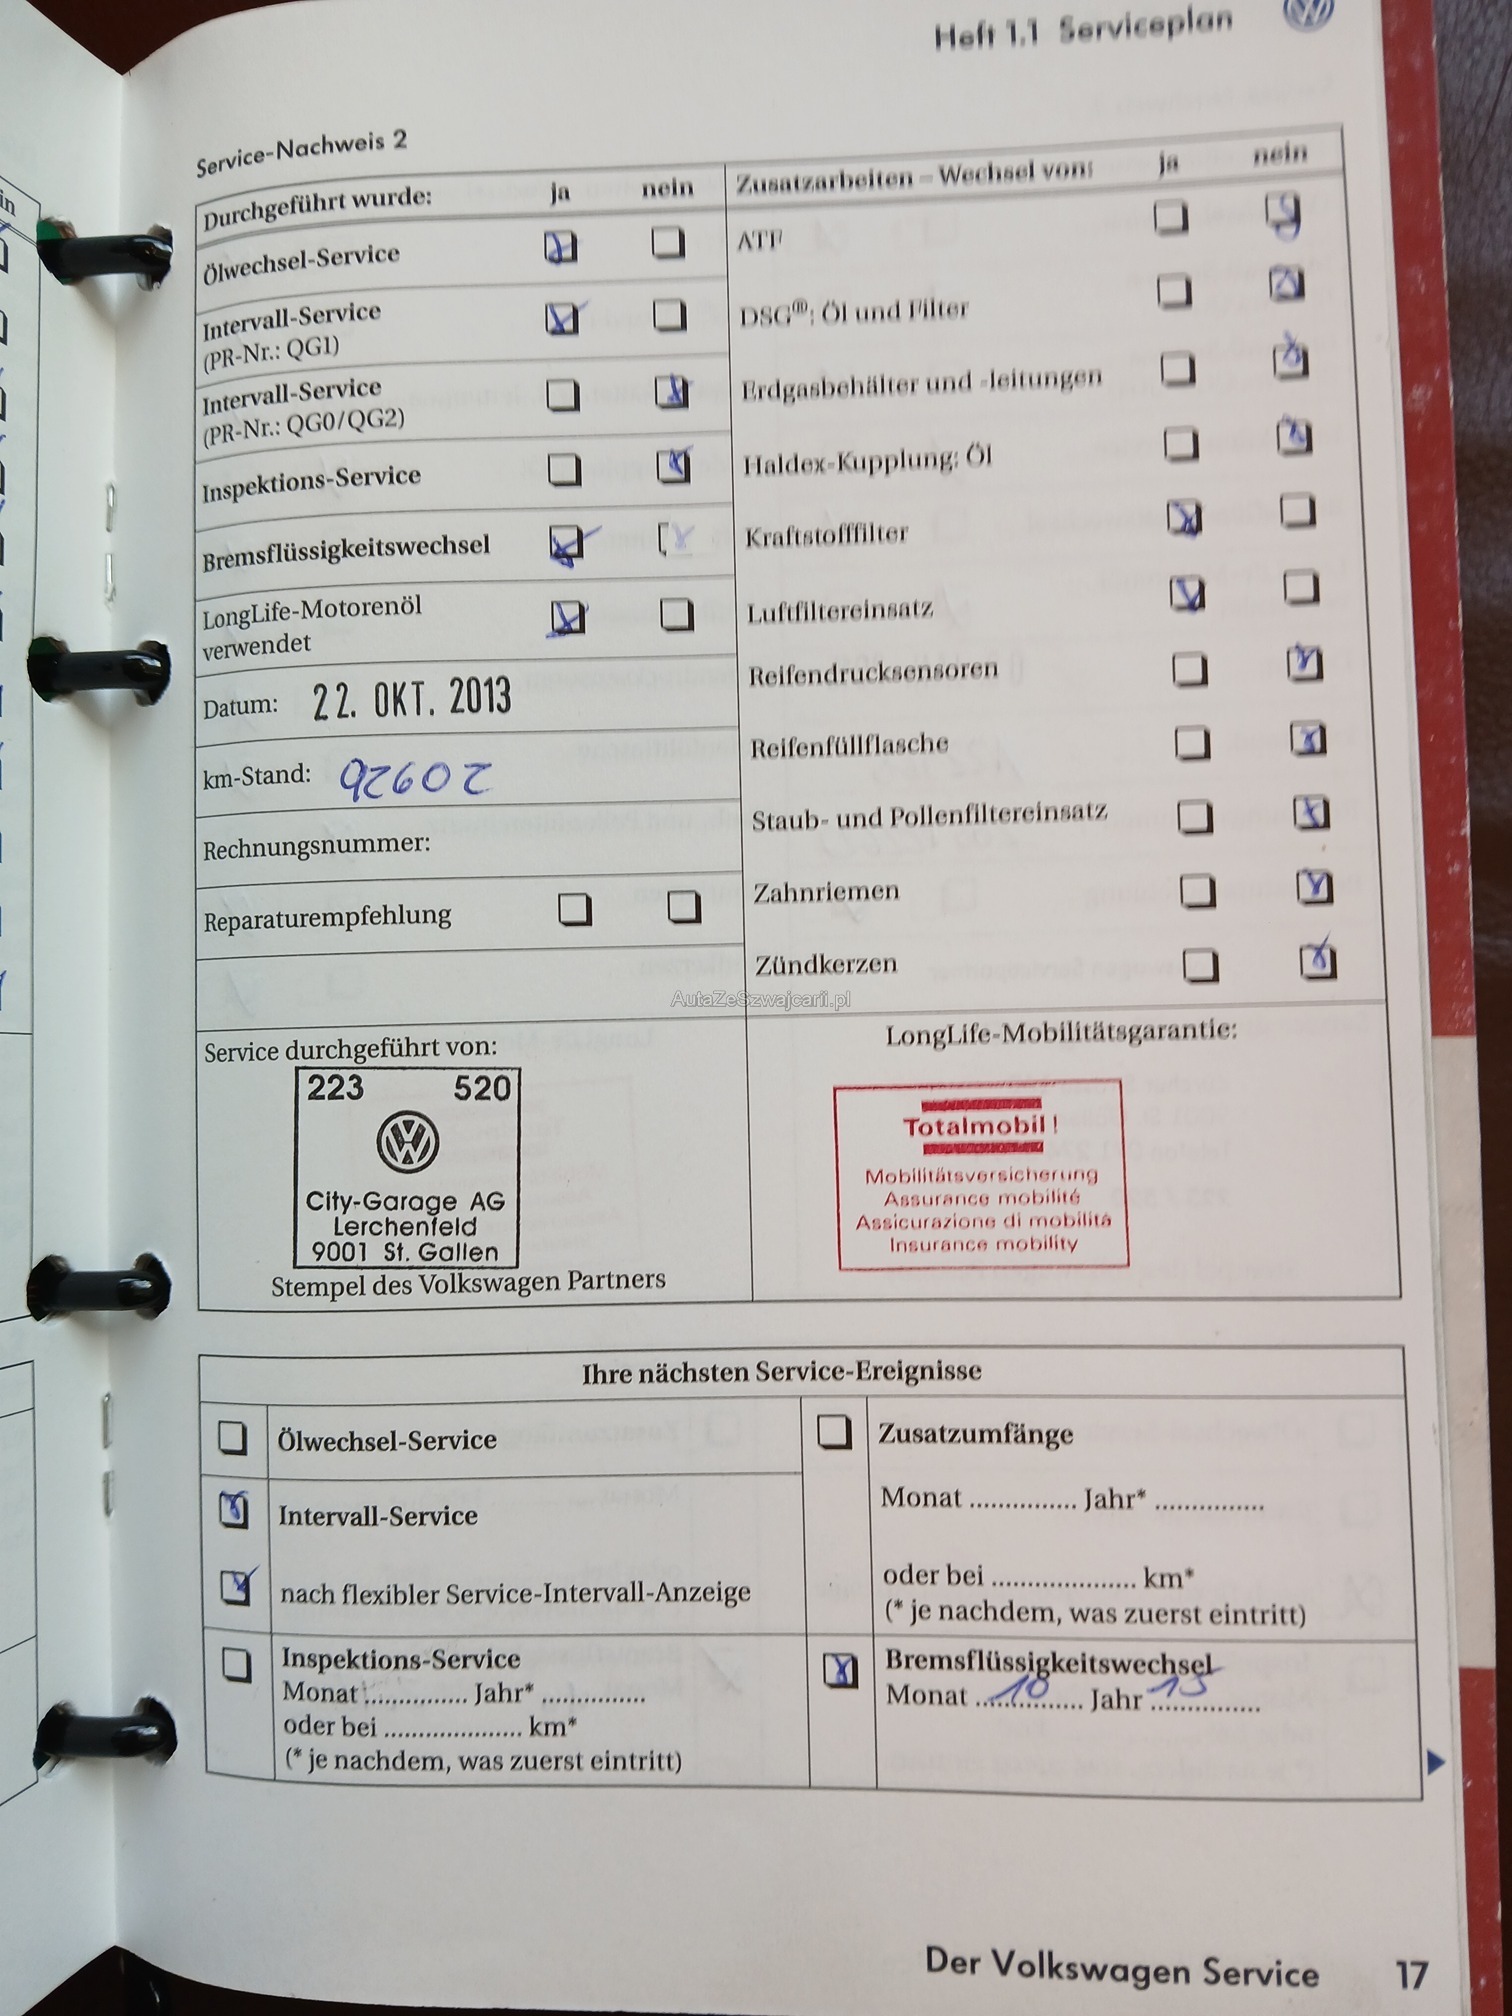 Heft 1.1 Serviceplan
Service-Nachweis 2
Durchgeführt wurde: ja nein
Ölwechsel-Service
Intervall-Service
(PR-Nr.: QG1)
Intervall-Service
(PR-Nr.: QG0/QG2)
Inspektions-Service
Bremsflüssigkeitswechsel
LongLife-Motorenöl
verwendet
Datum: 22. OKT. 2013
km-Stand:
Rechnungsnummer:
Reparaturempfehlung
Zusatzarbeiten – Wechsel von: ja nein
ATF
DSG®: Öl und Filter
Erdgasbehälter und -leitungen
Haldex-Kupplung: Öl
Kraftstofffilter
Luftfiltereinsatz
Reifendrucksensoren
Reifenfüllflasche
Staub- und Pollenfiltereinsatz
Zahnriemen
Zündkerzen
AutaZeSzwajcarii.pl
Service durchgeführt von:
223 520
City-Garage AG
Lerchenfeld
9001 St. Gallen
Stempel des Volkswagen Partners
LongLife-Mobilitätsgarantie:
Totalmobil!
Mobilitätsversicherung
Assurance mobilité
Assicurazione di mobilità
Insurance mobility
Ihre nächsten Service-Ereignisse
Ölwechsel-Service
Intervall-Service
nach flexibler Service-Intervall-Anzeige
Inspektions-Service
Monat ............... Jahr* ...............
oder bei .................... km*
(* je nachdem, was zuerst eintritt)
Zusatzumfänge
Monat ............... Jahr* ...............
oder bei ..................... km*
(* je nachdem, was zuerst eintritt)
Bremsflüssigkeitswechsel
Monat 10 Jahr 15
Der Volkswagen Service 17